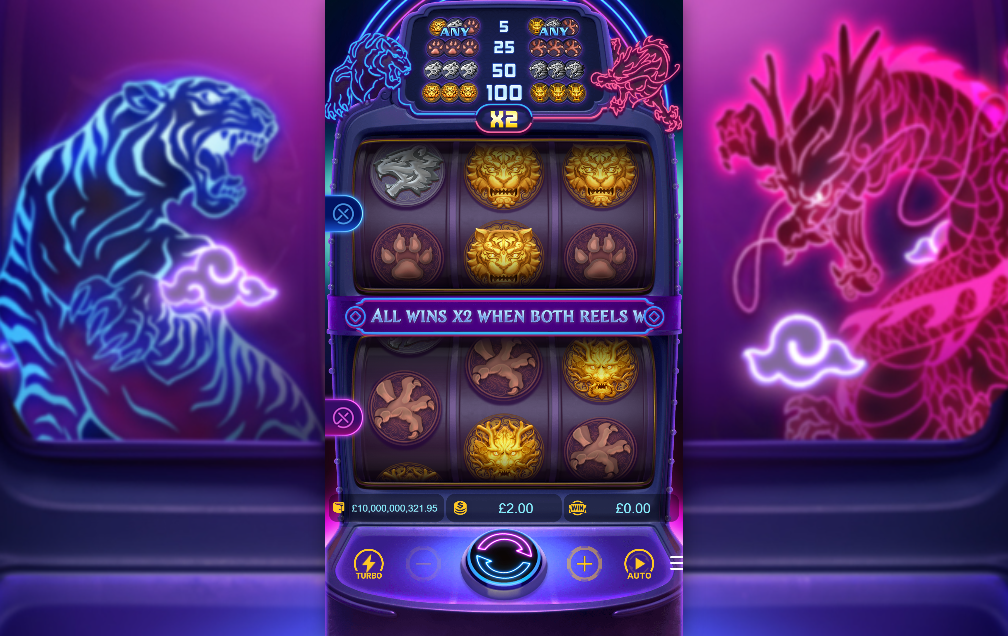 ANY 5 ANY
25
50
100
X2
ALL WINS X2 WHEN BOTH REELS W
£10,000,000,321.95 £2.00 WIN £0.00
TURBO AUTO